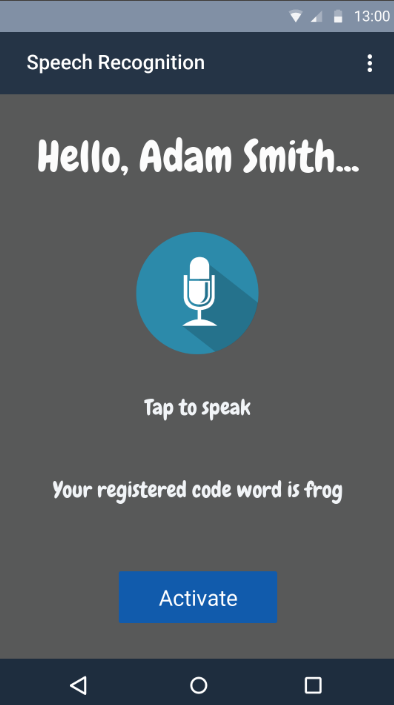 13:00
Speech Recognition
Hello, Adam Smith...
Tap to speak
Your registered code word is frog
Activate